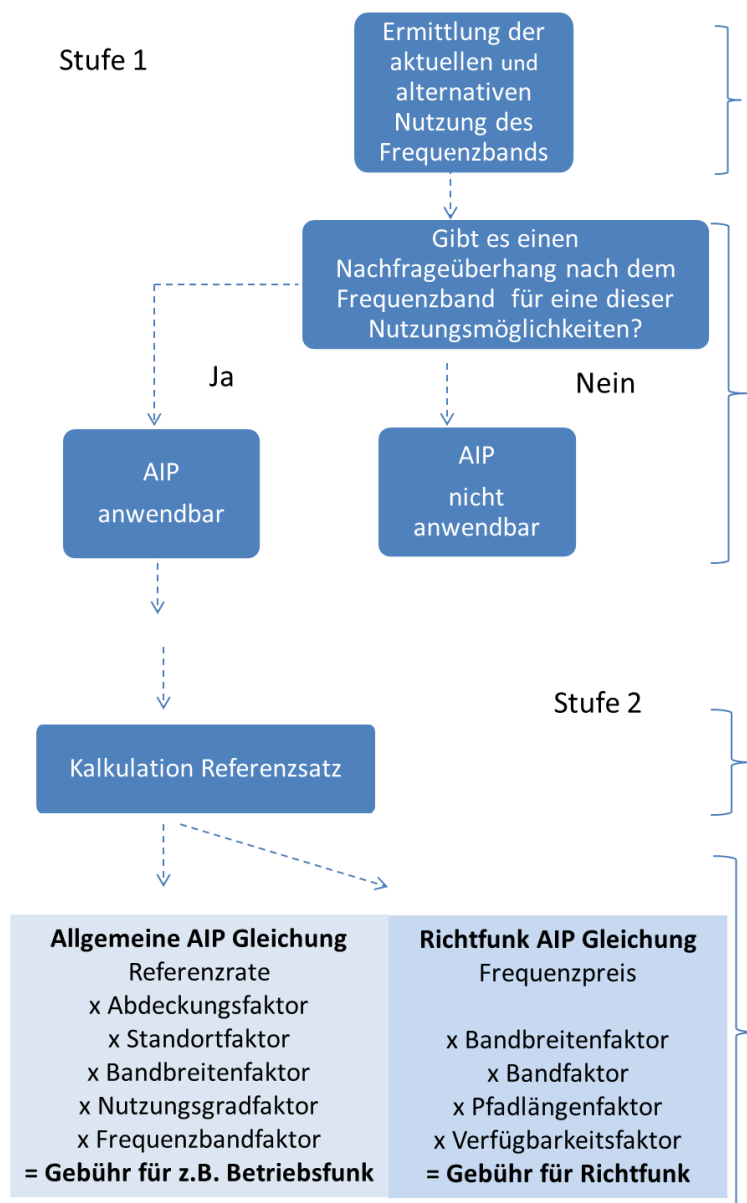 Stufe 1
Ermittlung der
aktuellen und
alternativen
Nutzung des
Frequenzbands
Gibt es einen
Nachfrageüberhang nach dem
Frequenzband für eine dieser
Nutzungsmöglichkeiten?
Ja
Nein
AIP
anwendbar
AIP
nicht
anwendbar
Stufe 2
Kalkulation Referenzsatz
Allgemeine AIP Gleichung
Referenzrate
x Abdeckungsfaktor
x Standortfaktor
x Bandbreitenfaktor
x Nutzungsgradfaktor
x Frequenzbandfaktor
= Gebühr für z.B. Betriebsfunk
Richtfunk AIP Gleichung
Frequenzpreis
x Bandbreitenfaktor
x Bandfaktor
x Pfadlängenfaktor
x Verfügbarkeitsfaktor
= Gebühr für Richtfunk